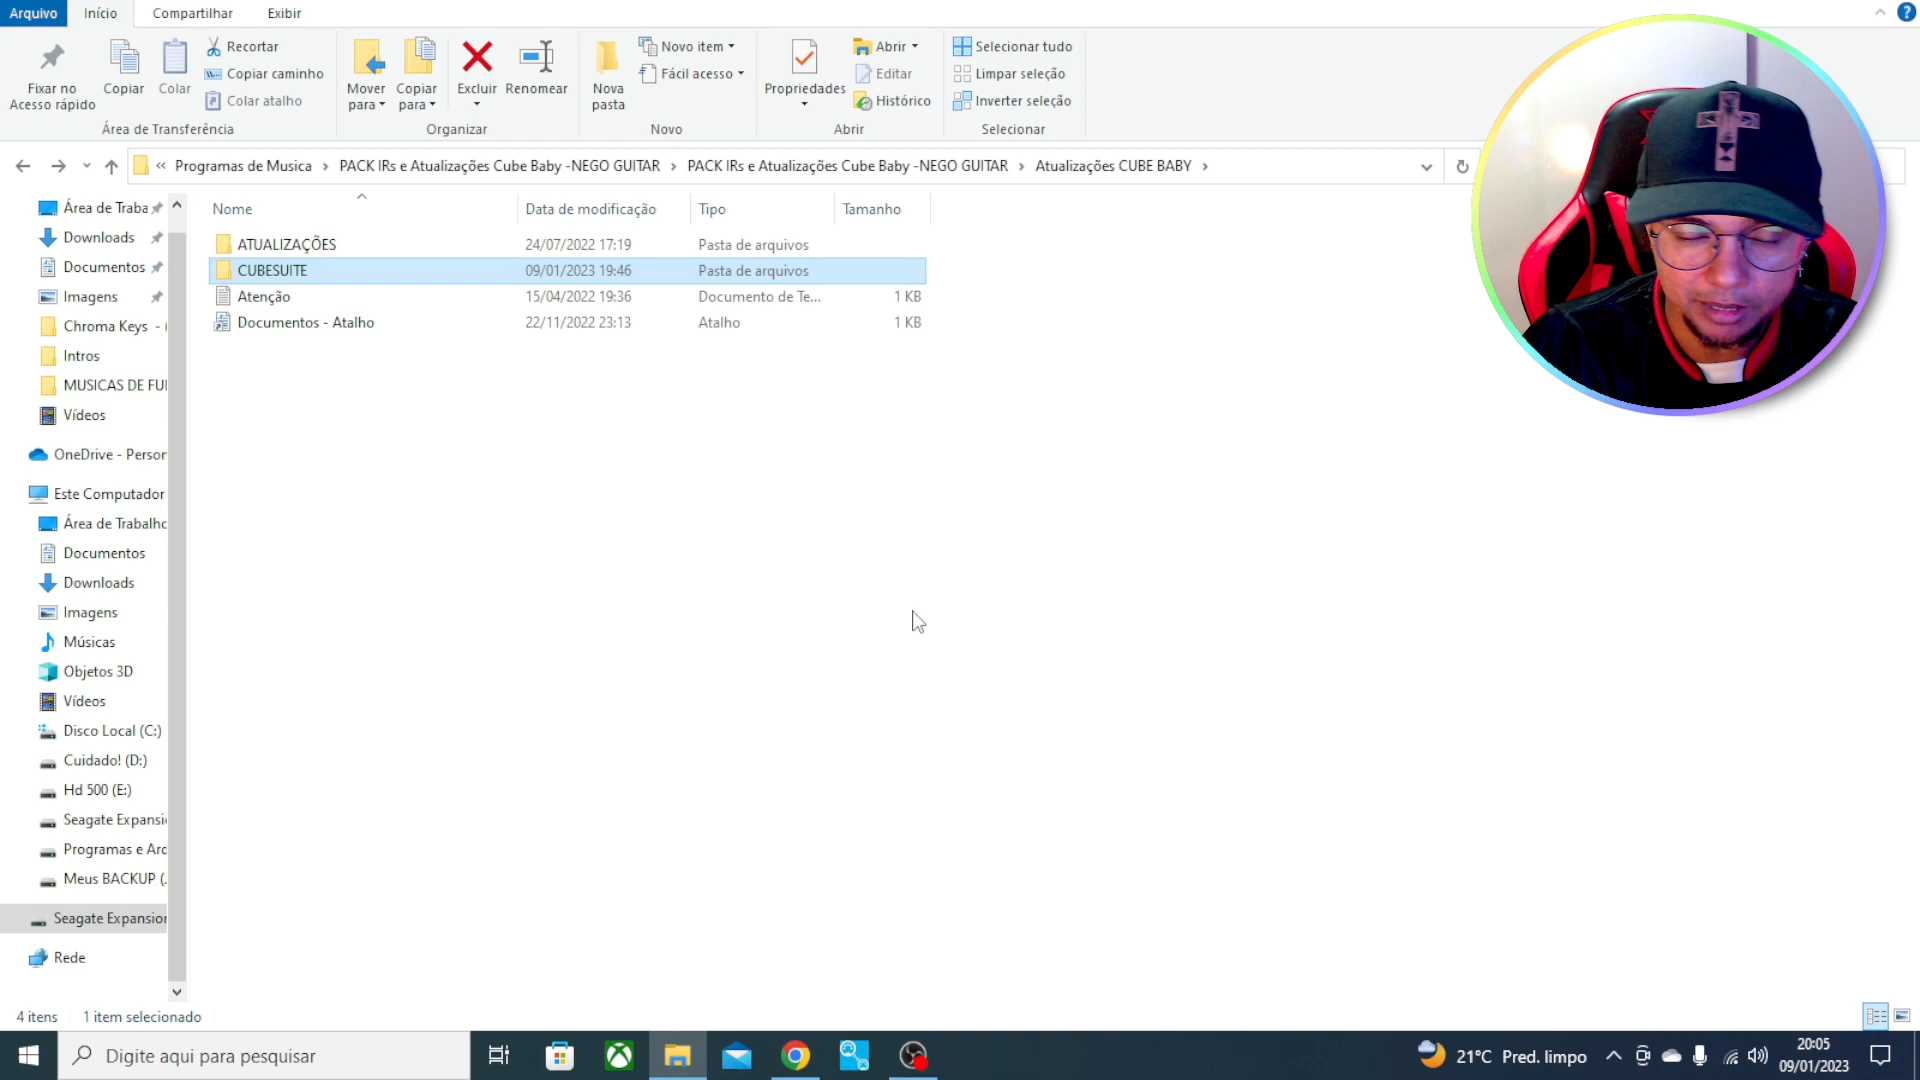 Arquivo Início Compartilhar Exibir
Fixar no Acesso rápido
Copiar
Colar
Recortar
Copiar caminho
Colar atalho
Área de Transferência
Mover para
Copiar para
Excluir
Renomear
Organizar
Nova pasta
Novo item
Fácil acesso
Novo
Propriedades
Abrir
Editar
Histórico
Abrir
Selecionar tudo
Limpar seleção
Inverter seleção
Selecionar
« Programas de Musica › PACK IRs e Atualizações Cube Baby -NEGO GUITAR › PACK IRs e Atualizações Cube Baby -NEGO GUITAR › Atualizações CUBE BABY ›
Nome Data de modificação Tipo Tamanho
ATUALIZAÇÕES 24/07/2022 17:19 Pasta de arquivos
CUBESUITE 09/01/2023 19:46 Pasta de arquivos
Atenção 15/04/2022 19:36 Documento de Te... 1 KB
Documentos - Atalho 22/11/2022 23:13 Atalho 1 KB
Área de Traba
Downloads
Documentos
Imagens
Chroma Keys - (
Intros
MUSICAS DE FU
Vídeos
OneDrive - Person
Este Computador
Área de Trabalho
Documentos
Downloads
Imagens
Músicas
Objetos 3D
Vídeos
Disco Local (C:)
Cuidado! (D:)
Hd 500 (E:)
Seagate Expansi
Programas e Arc
Meus BACKUP (
Seagate Expansion
Rede
4 itens 1 item selecionado
Digite aqui para pesquisar
21°C Pred. limpo
20:05
09/01/2023